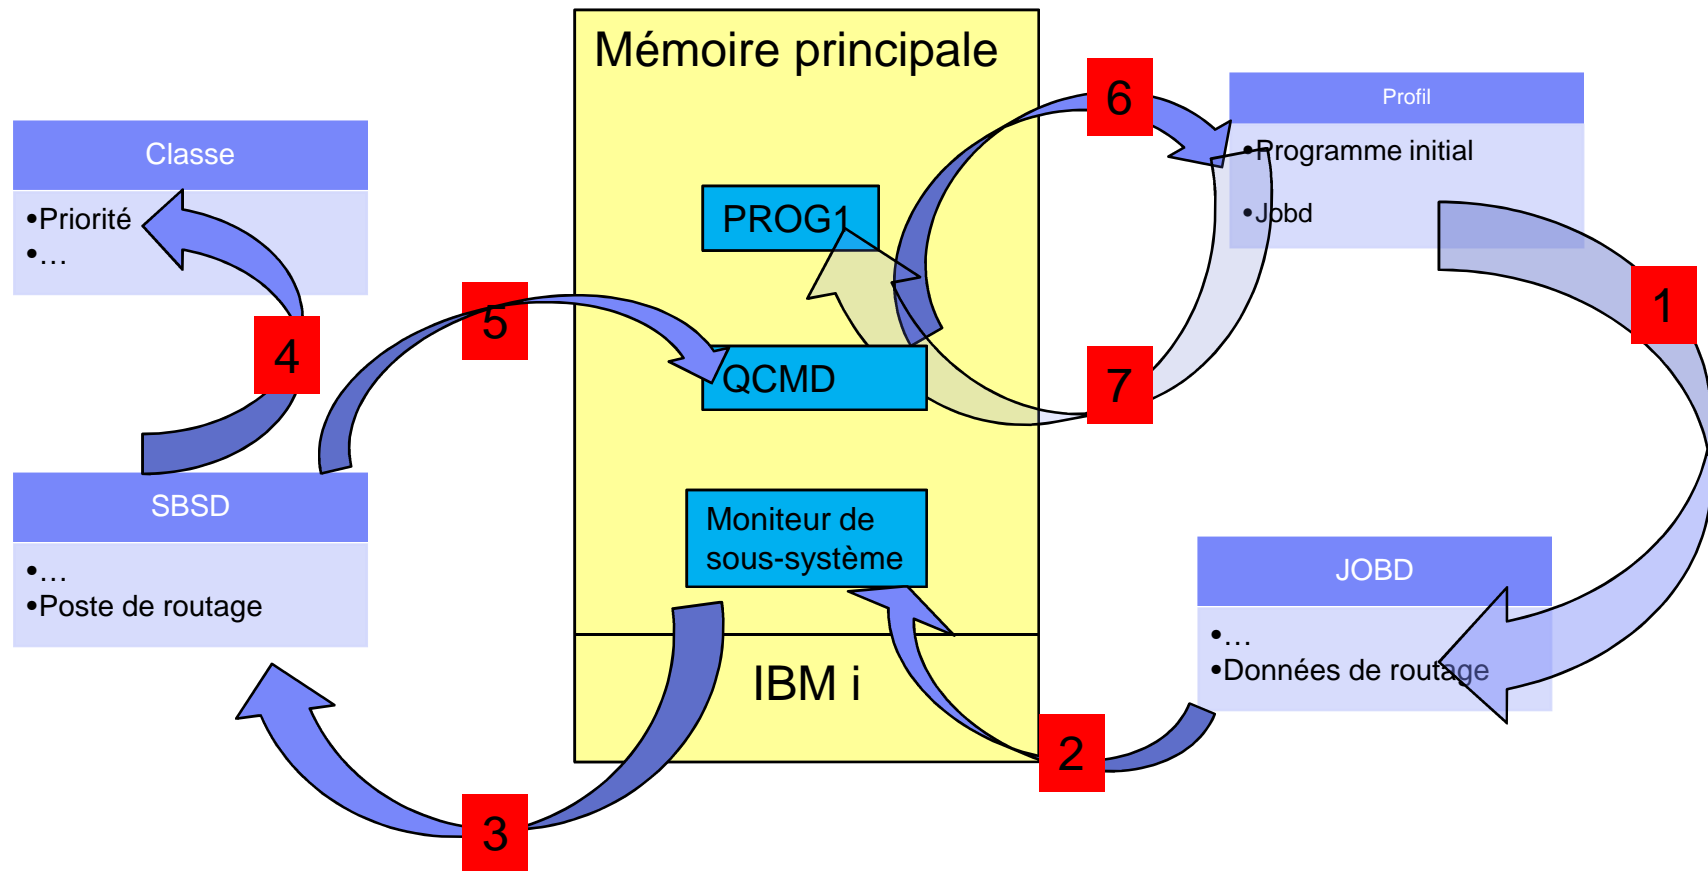 Mémoire principale
6
Profil
•Programme initial
•Jobd
Classe
•Priorité
•…
PROG1
1
5
4
QCMD
7
SBSD
•…
•Poste de routage
Moniteur de
sous-système
JOBD
•…
•Données de routage
IBM i
2
3